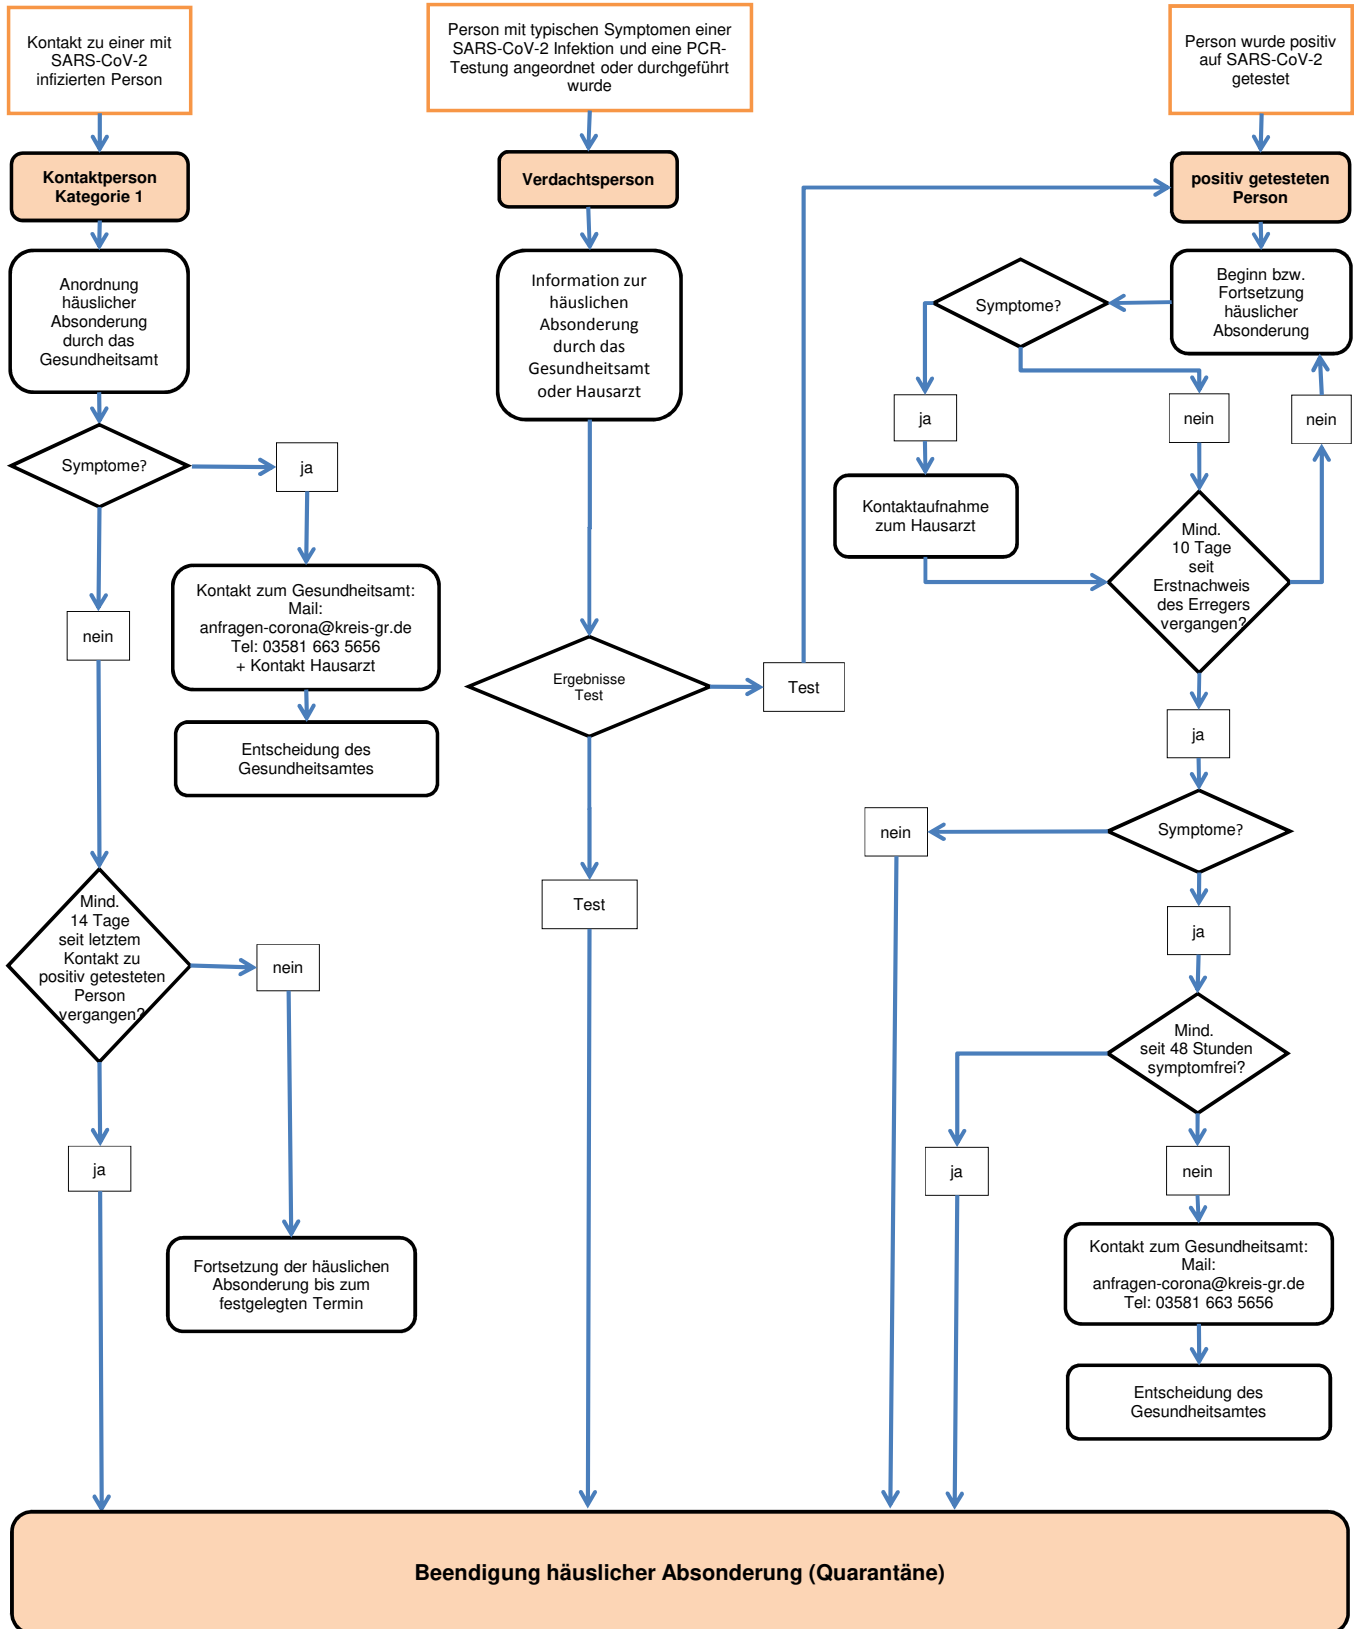 Kontakt zu einer mit
SARS-CoV-2
infizierten Person
Person mit typischen Symptomen einer
SARS-CoV-2 Infektion und eine PCR-
Testung angeordnet oder durchgeführt
wurde
Person wurde positiv
auf SARS-CoV-2
getestet
Kontaktperson
Kategorie 1
Verdachtsperson
positiv getesteten
Person
Anordnung
häuslicher
Absonderung
durch das
Gesundheitsamt
Information zur
häuslichen
Absonderung
durch das
Gesundheitsamt
oder Hausarzt
Beginn bzw.
Fortsetzung
häuslicher
Absonderung
Symptome?
ja
nein
nein
Symptome?
ja
Kontaktaufnahme
zum Hausarzt
Mind.
10 Tage
seit
Erstnachweis
des Erregers
vergangen?
Kontakt zum Gesundheitsamt:
Mail:
anfragen-corona@kreis-gr.de
Tel: 03581 663 5656
+ Kontakt Hausarzt
nein
Ergebnisse
Test
Test
ja
Entscheidung des
Gesundheitsamtes
nein
Symptome?
Test
ja
Mind.
14 Tage
seit letztem
Kontakt zu
positiv getesteten
Person
vergangen?
nein
Mind.
seit 48 Stunden
symptomfrei?
ja
ja
nein
Fortsetzung der häuslichen
Absonderung bis zum
festgelegten Termin
Kontakt zum Gesundheitsamt:
Mail:
anfragen-corona@kreis-gr.de
Tel: 03581 663 5656
Entscheidung des
Gesundheitsamtes
Beendigung häuslicher Absonderung (Quarantäne)